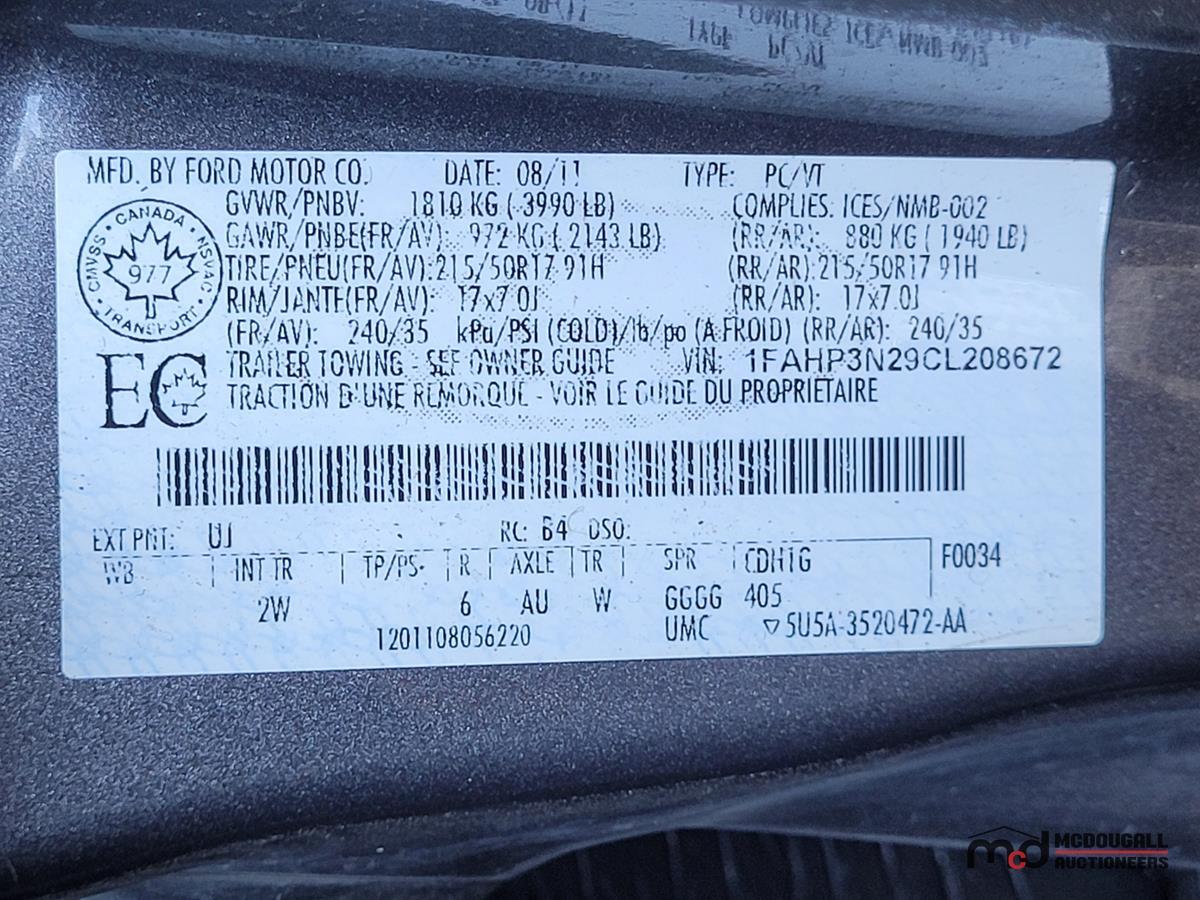 MFD. BY FORD MOTOR CO. DATE: 08/11 TYPE: PC/VT
GVWR/PNBV: 1810 KG ( 3990 LB) COMPLIES. ICES/NMB-002
GAWR/PNBE(FR/AV): 972 KG ( 2143 LB) (RR/AR): 880 KG ( 1940 LB)
TIRE/PNEU(FR/AV):215/50R17 91H (RR/AR):215/50R17 91H
RIM/JANTE(FR/AV): 17x7.0J (RR/AR): 17x7.0J
(FR/AV): 240/35 kPa/PSI (COLD)/lb/po (A FROID) (RR/AR): 240/35
TRAILER TOWING - SEE OWNER GUIDE VIN: 1FAHP3N29CL208672
TRACTION D'UNE REMORQUE - VOIR LE GUIDE DU PROPRIETAIRE
CANADA
CMVSS 977 NSVAC
TRANSPORT
EC
EXT PNT: UJ RC: B4 DSO:
WB INT TR TP/PS R AXLE TR SPR CDH1G F0034
2W 6 AU W GGGG 405
1201108056220 UMC ▽5U5A-3520472-AA
mcd MCDOUGALL
AUCTIONEERS